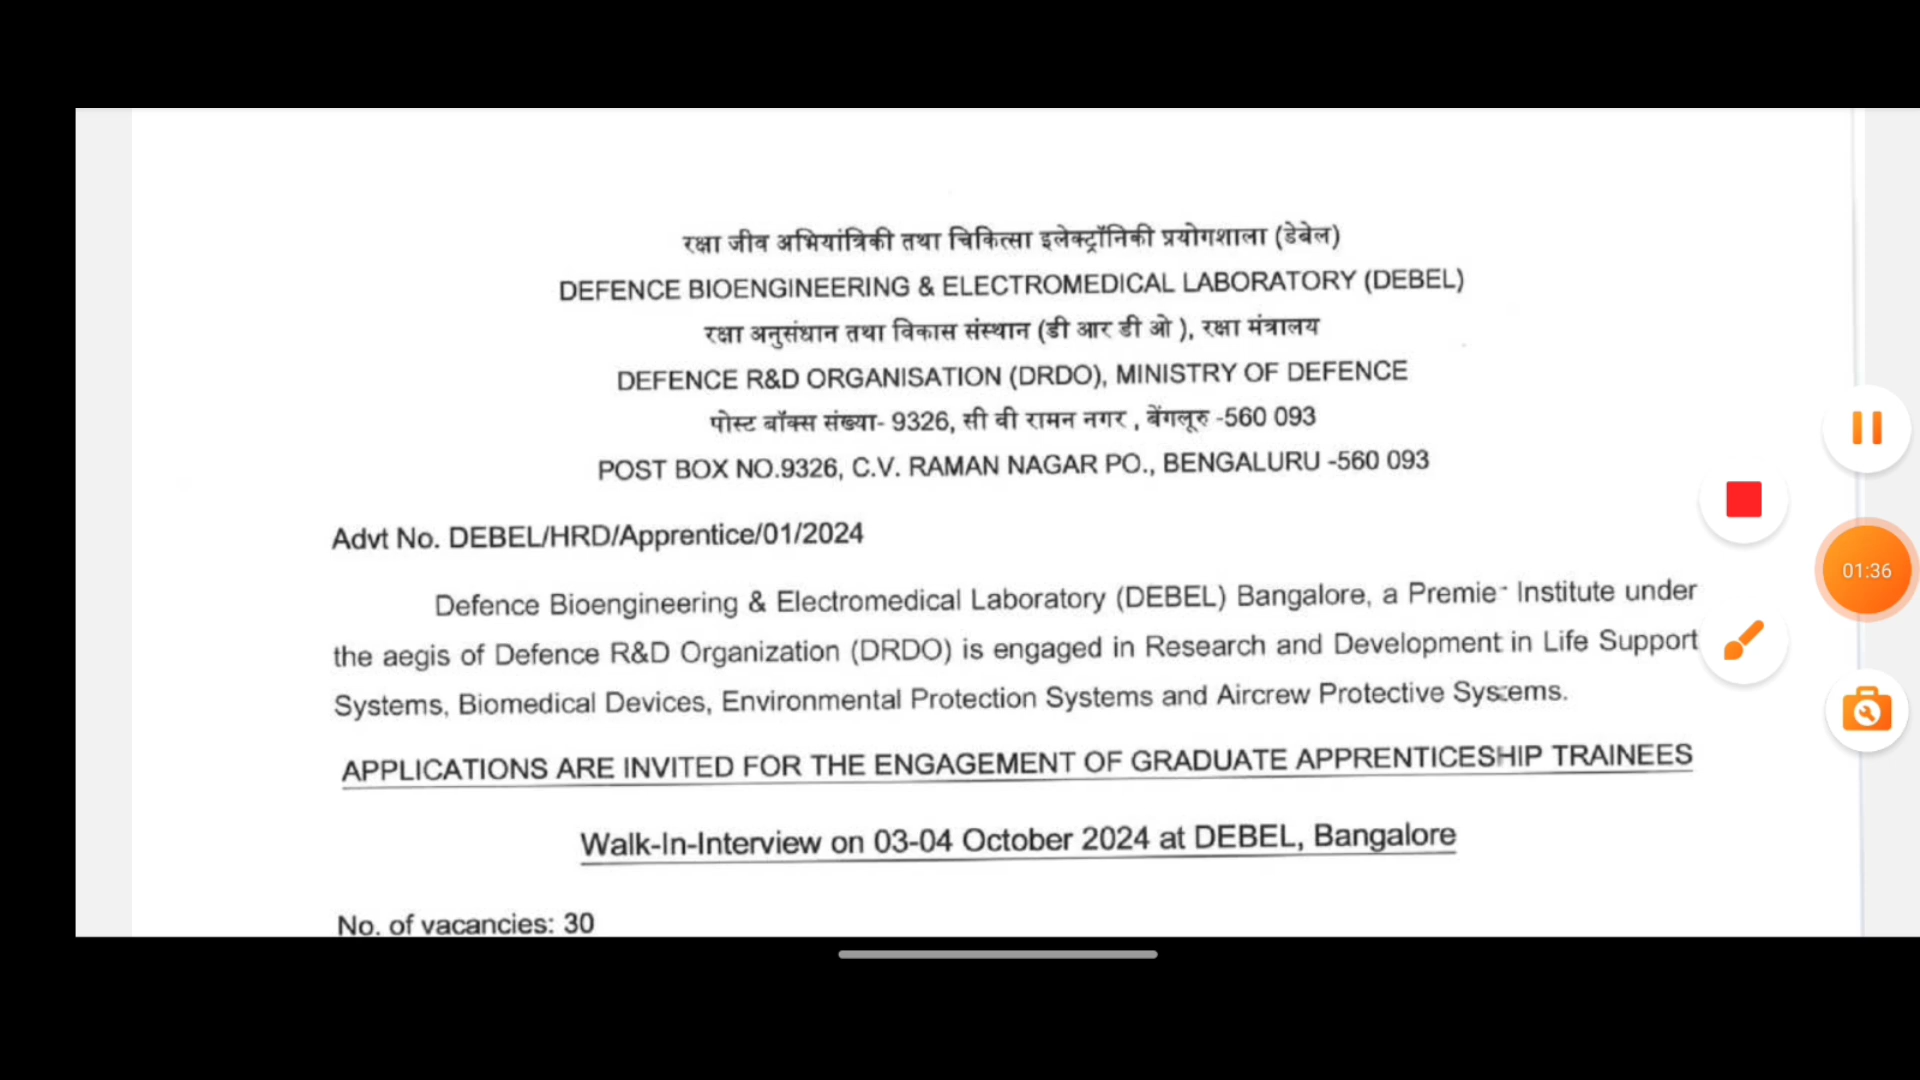 रक्षा जीव अभियांत्रिकी तथा चिकित्सा इलेक्ट्रॉनिकी प्रयोगशाला (डेबेल)
DEFENCE BIOENGINEERING & ELECTROMEDICAL LABORATORY (DEBEL)
रक्षा अनुसंधान तथा विकास संस्थान (डी आर डी ओ ), रक्षा मंत्रालय
DEFENCE R&D ORGANISATION (DRDO), MINISTRY OF DEFENCE
पोस्ट बॉक्स संख्या- 9326, सी वी रामन नगर , बेंगलूरु -560 093
POST BOX NO.9326, C.V. RAMAN NAGAR PO., BENGALURU -560 093
Advt No. DEBEL/HRD/Apprentice/01/2024
Defence Bioengineering & Electromedical Laboratory (DEBEL) Bangalore, a Premier Institute under
the aegis of Defence R&D Organization (DRDO) is engaged in Research and Development in Life Support
Systems, Biomedical Devices, Environmental Protection Systems and Aircrew Protective Systems.
APPLICATIONS ARE INVITED FOR THE ENGAGEMENT OF GRADUATE APPRENTICESHIP TRAINEES
Walk-In-Interview on 03-04 October 2024 at DEBEL, Bangalore
No. of vacancies: 30
01:36